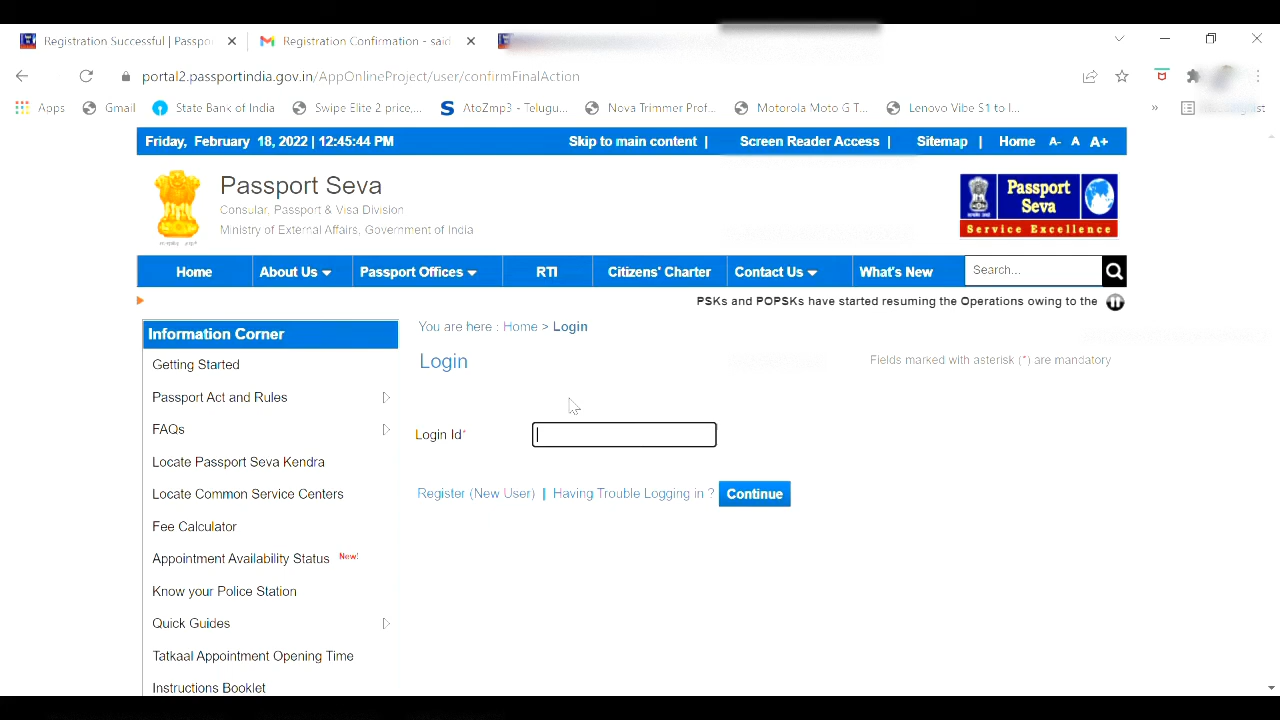 Registration Successful | Passpo
Registration Confirmation - said
portal2.passportindia.gov.in/AppOnlineProject/user/confirmFinalAction
Apps
Gmail
State Bank of India
Swipe Elite 2 price,...
AtoZmp3 - Telugu...
Nova Trimmer Prof...
Motorola Moto G T...
Lenovo Vibe S1 to l...
»
Friday, February 18, 2022 | 12:45:44 PM
Skip to main content |
Screen Reader Access |
Sitemap |
Home
A-
A
A+
Passport Seva
Consular, Passport & Visa Division
Ministry of External Affairs, Government of India
Passport
Seva
Service Excellence
Home
About Us
Passport Offices
RTI
Citizens' Charter
Contact Us
What's New
Search...
PSKs and POPSKs have started resuming the Operations owing to the
Information Corner
Getting Started
Passport Act and Rules
FAQs
Locate Passport Seva Kendra
Locate Common Service Centers
Fee Calculator
Appointment Availability Status New!
Know your Police Station
Quick Guides
Tatkaal Appointment Opening Time
Instructions Booklet
You are here : Home > Login
Login
Fields marked with asterisk (*) are mandatory
Login Id*
Register (New User) | Having Trouble Logging in ? Continue